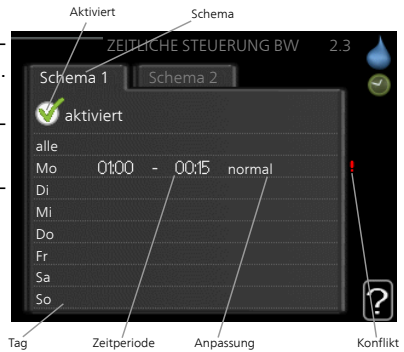 Aktiviert Schema
ZEITLICHE STEUERUNG BW 2.3
Schema 1 Schema 2
aktiviert
alle
Mo 01:00 - 00:15 normal !
Di
Mi
Do
Fr
Sa
So
?
Tag Zeitperiode Anpassung Konflikt